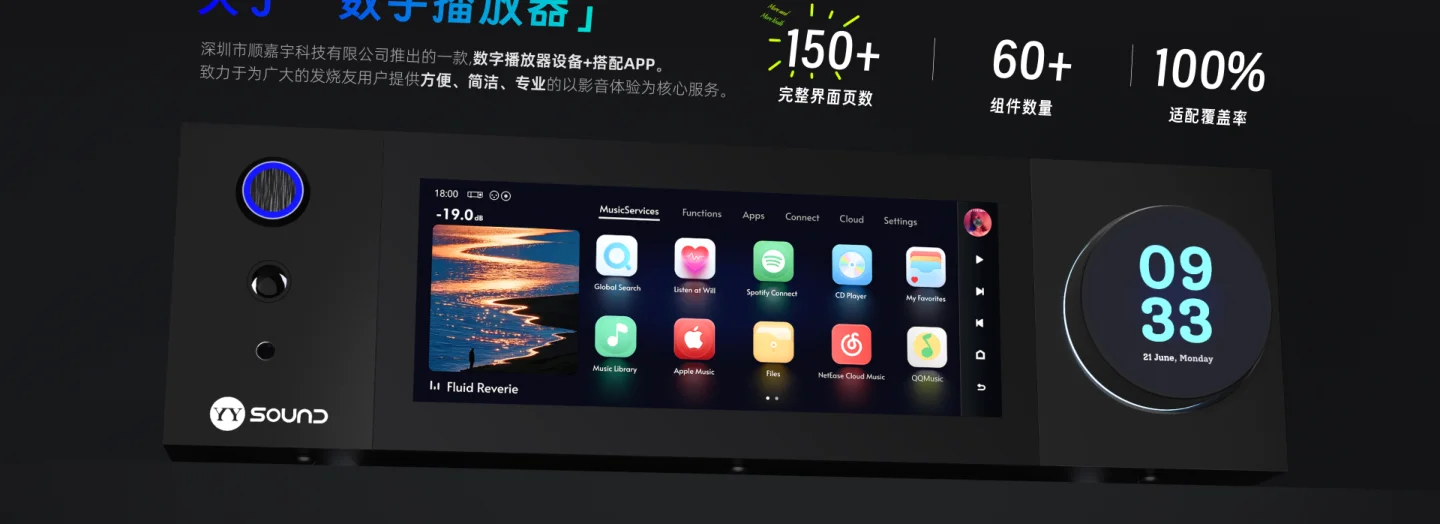 「数字播放器」
深圳市顺嘉宇科技有限公司推出的一款,数字播放器设备+搭配APP。
致力于为广大的发烧友用户提供方便、简洁、专业的以影音体验为核心服务。
150+
完整界面页数
60+
组件数量
100%
适配覆盖率
18:00
-19.0dB
Fluid Reverie
MusicServices
Functions
Apps
Connect
Cloud
Settings
Global Search
Listen at Will
Spotify Connect
CD Player
My Favorites
Music Library
Apple Music
Files
NetEase Cloud Music
QQMusic
YY SOUND
09
33
21 June, Monday